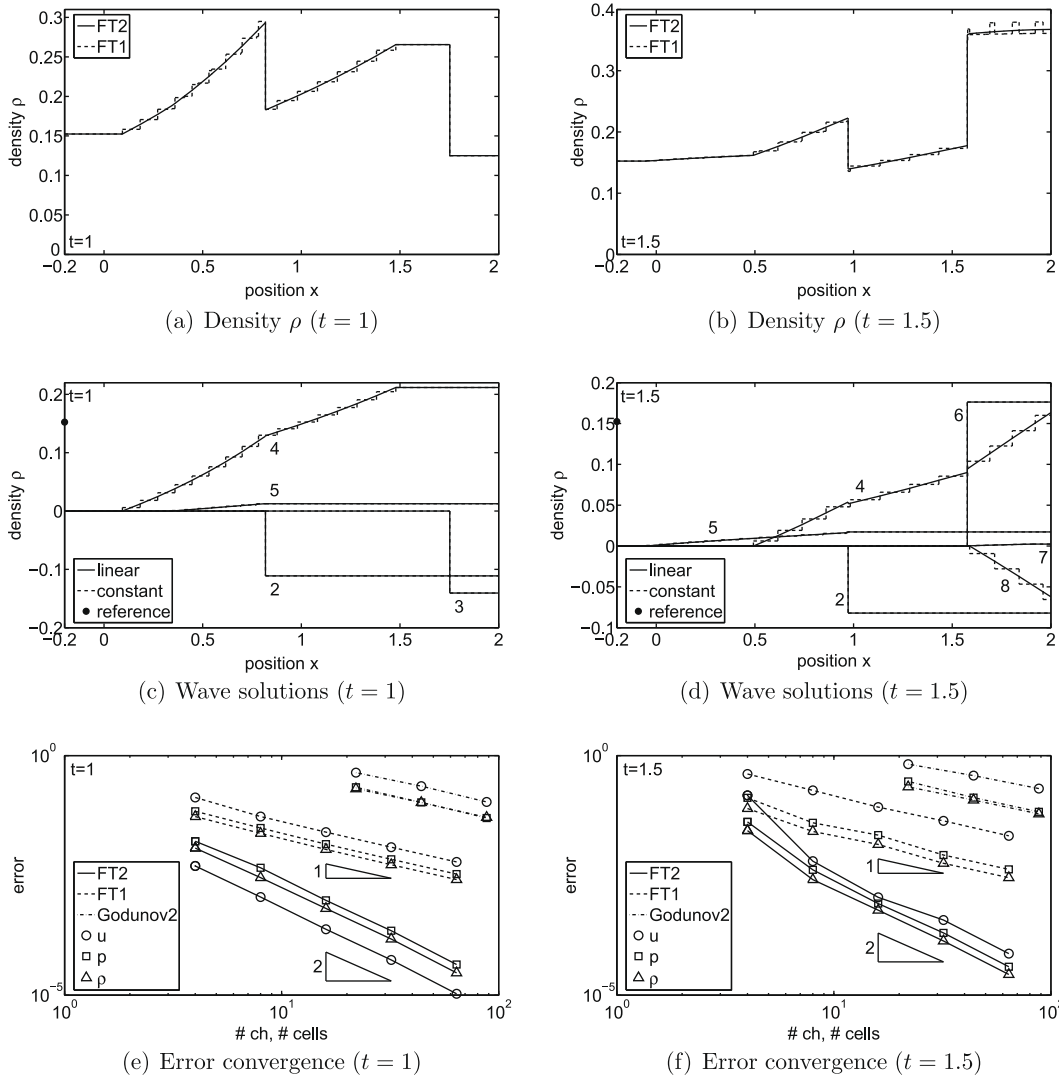 0.3
0.25
0.2
0.15
0.1
0.05
0
−0.2 0 0.5 1 1.5 2
density ρ
position x
FT2
FT1
t=1
(a) Density ρ (t = 1)
0.4
0.3
0.2
0.1
0
−0.2 0 0.5 1 1.5 2
density ρ
position x
FT2
FT1
t=1.5
(b) Density ρ (t = 1.5)
0.2
0.1
0
−0.1
−0.2
−0.2 0 0.5 1 1.5 2
density ρ
position x
t=1
4
5
2
3
linear
constant
reference
(c) Wave solutions (t = 1)
0.2
0.15
0.1
0.05
0
−0.05
−0.1
−0.2 0 0.5 1 1.5 2
density ρ
position x
t=1.5
6
4
5
7
8
2
linear
constant
reference
(d) Wave solutions (t = 1.5)
10^0
10^−5
10^0 10^1 10^2
error
# ch, # cells
t=1
1
2
FT2
FT1
Godunov2
u
p
ρ
(e) Error convergence (t = 1)
10^0
10^−5
10^0 10^1 10^2
error
# ch, # cells
t=1.5
1
2
FT2
FT1
Godunov2
u
p
ρ
(f) Error convergence (t = 1.5)